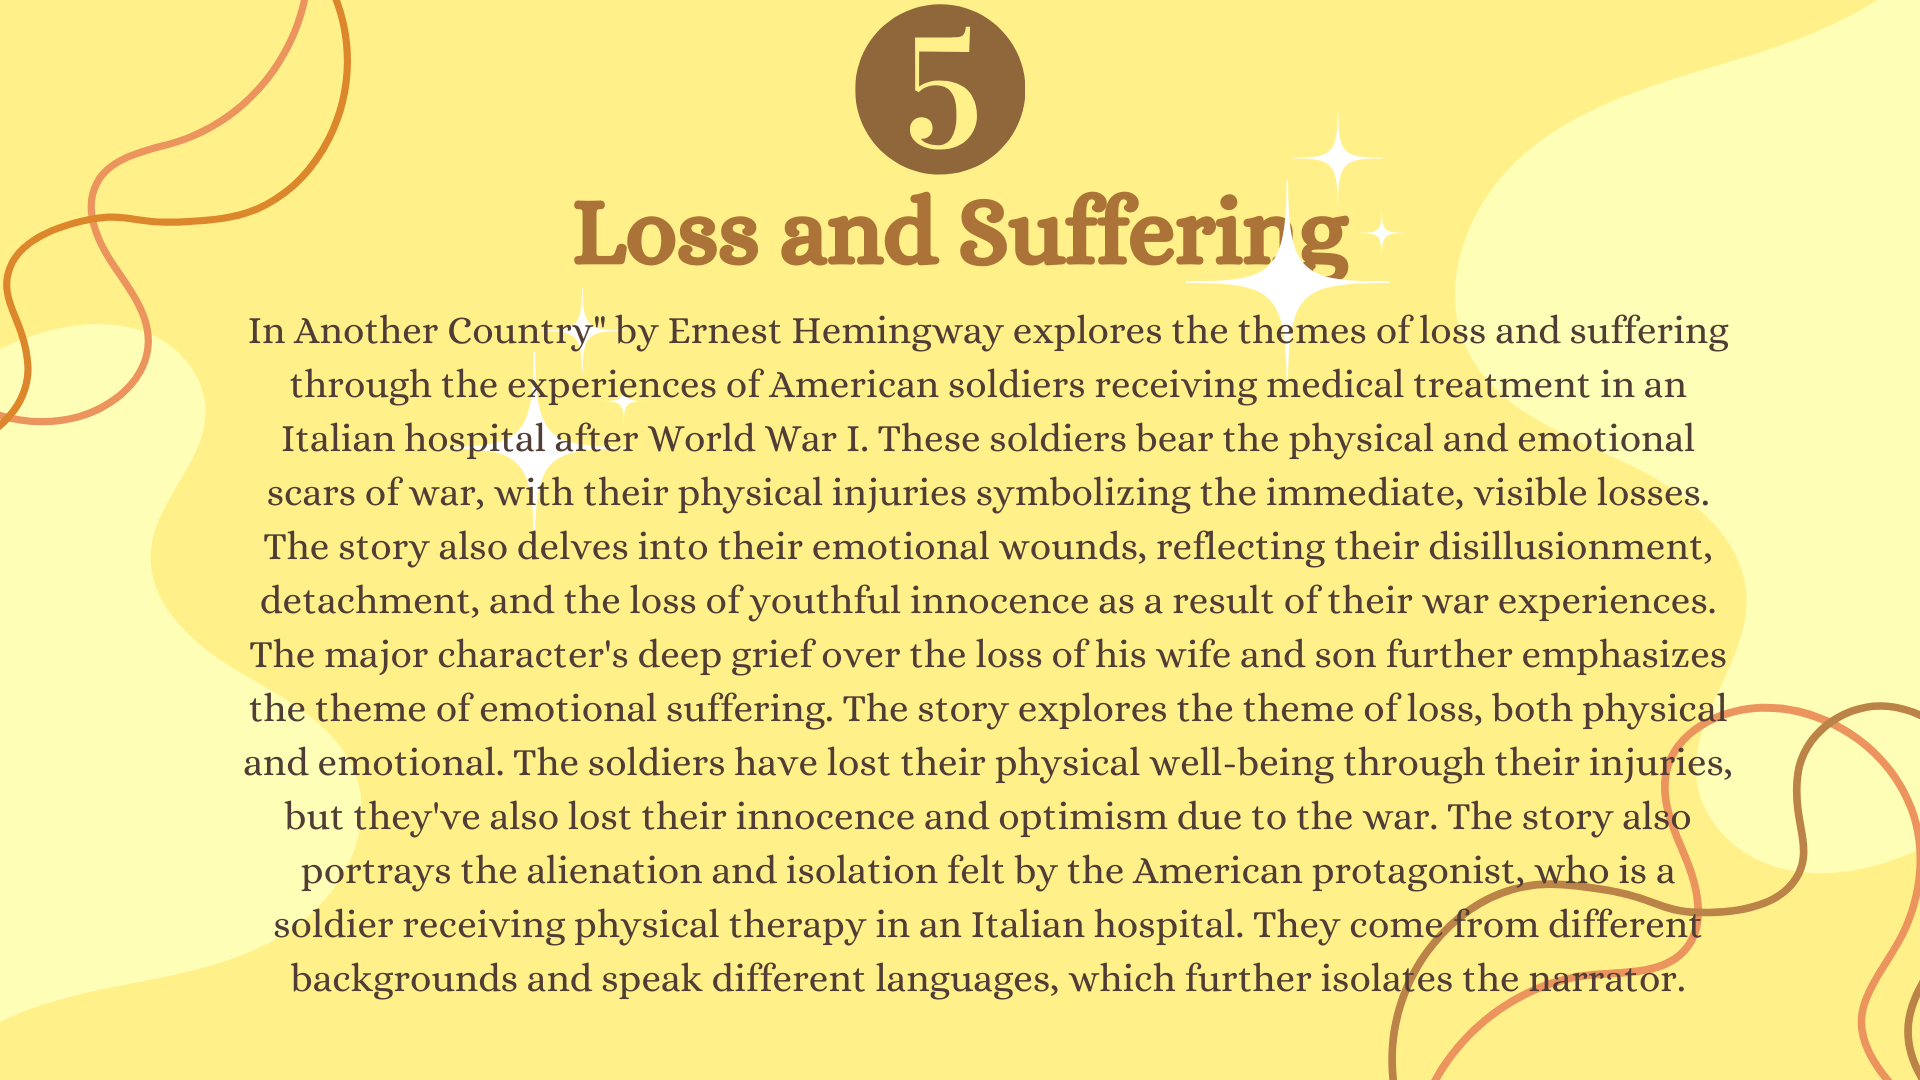 5
Loss and Suffering
In Another Country" by Ernest Hemingway explores the themes of loss and suffering
through the experiences of American soldiers receiving medical treatment in an
Italian hospital after World War I. These soldiers bear the physical and emotional
scars of war, with their physical injuries symbolizing the immediate, visible losses.
The story also delves into their emotional wounds, reflecting their disillusionment,
detachment, and the loss of youthful innocence as a result of their war experiences.
The major character's deep grief over the loss of his wife and son further emphasizes
the theme of emotional suffering. The story explores the theme of loss, both physical
and emotional. The soldiers have lost their physical well-being through their injuries,
but they've also lost their innocence and optimism due to the war. The story also
portrays the alienation and isolation felt by the American protagonist, who is a
soldier receiving physical therapy in an Italian hospital. They come from different
backgrounds and speak different languages, which further isolates the narrator.